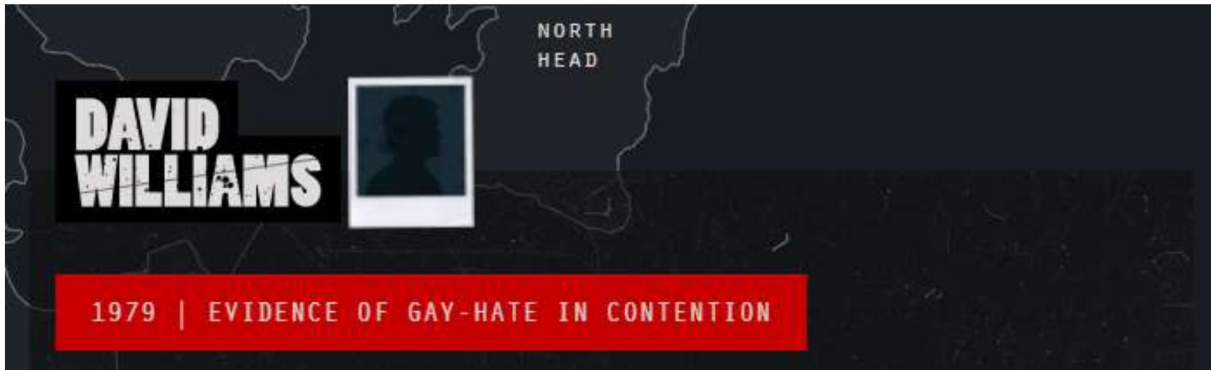 NORTH
HEAD
DAVID
WILLIAMS
1979 | EVIDENCE OF GAY-HATE IN CONTENTION